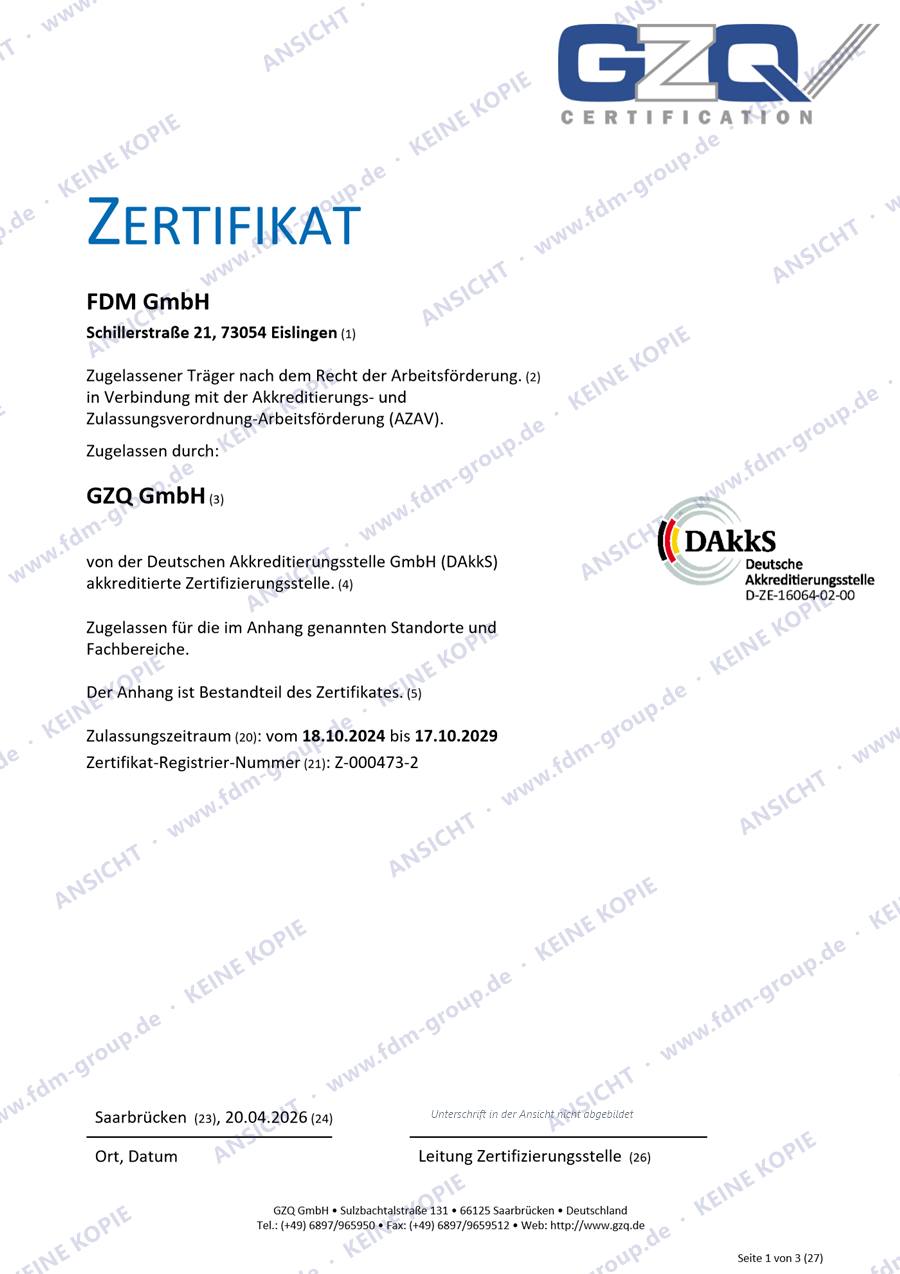 GZQ
CERTIFICATION
ZERTIFIKAT
FDM GmbH
Schillerstraße 21, 73054 Eislingen (1)
Zugelassener Träger nach dem Recht der Arbeitsförderung. (2)
in Verbindung mit der Akkreditierungs- und
Zulassungsverordnung-Arbeitsförderung (AZAV).
Zugelassen durch:
GZQ GmbH (3)
von der Deutschen Akkreditierungsstelle GmbH (DAkkS)
akkreditierte Zertifizierungsstelle. (4)
DAkkS
Deutsche
Akkreditierungsstelle
D-ZE-16064-02-00
Zugelassen für die im Anhang genannten Standorte und
Fachbereiche.
Der Anhang ist Bestandteil des Zertifikates. (5)
Zulassungszeitraum (20): vom 18.10.2024 bis 17.10.2029
Zertifikat-Registrier-Nummer (21): Z-000473-2
Saarbrücken (23), 20.04.2026 (24)
Unterschrift in der Ansicht nicht abgebildet
Ort, Datum
Leitung Zertifizierungsstelle (26)
GZQ GmbH • Sulzbachtalstraße 131 • 66125 Saarbrücken • Deutschland
Tel.: (+49) 6897/965950 • Fax: (+49) 6897/9659512 • Web: http://www.gzq.de
Seite 1 von 3 (27)
ANSICHT · www.fdm-group.de · KEINE KOPIE